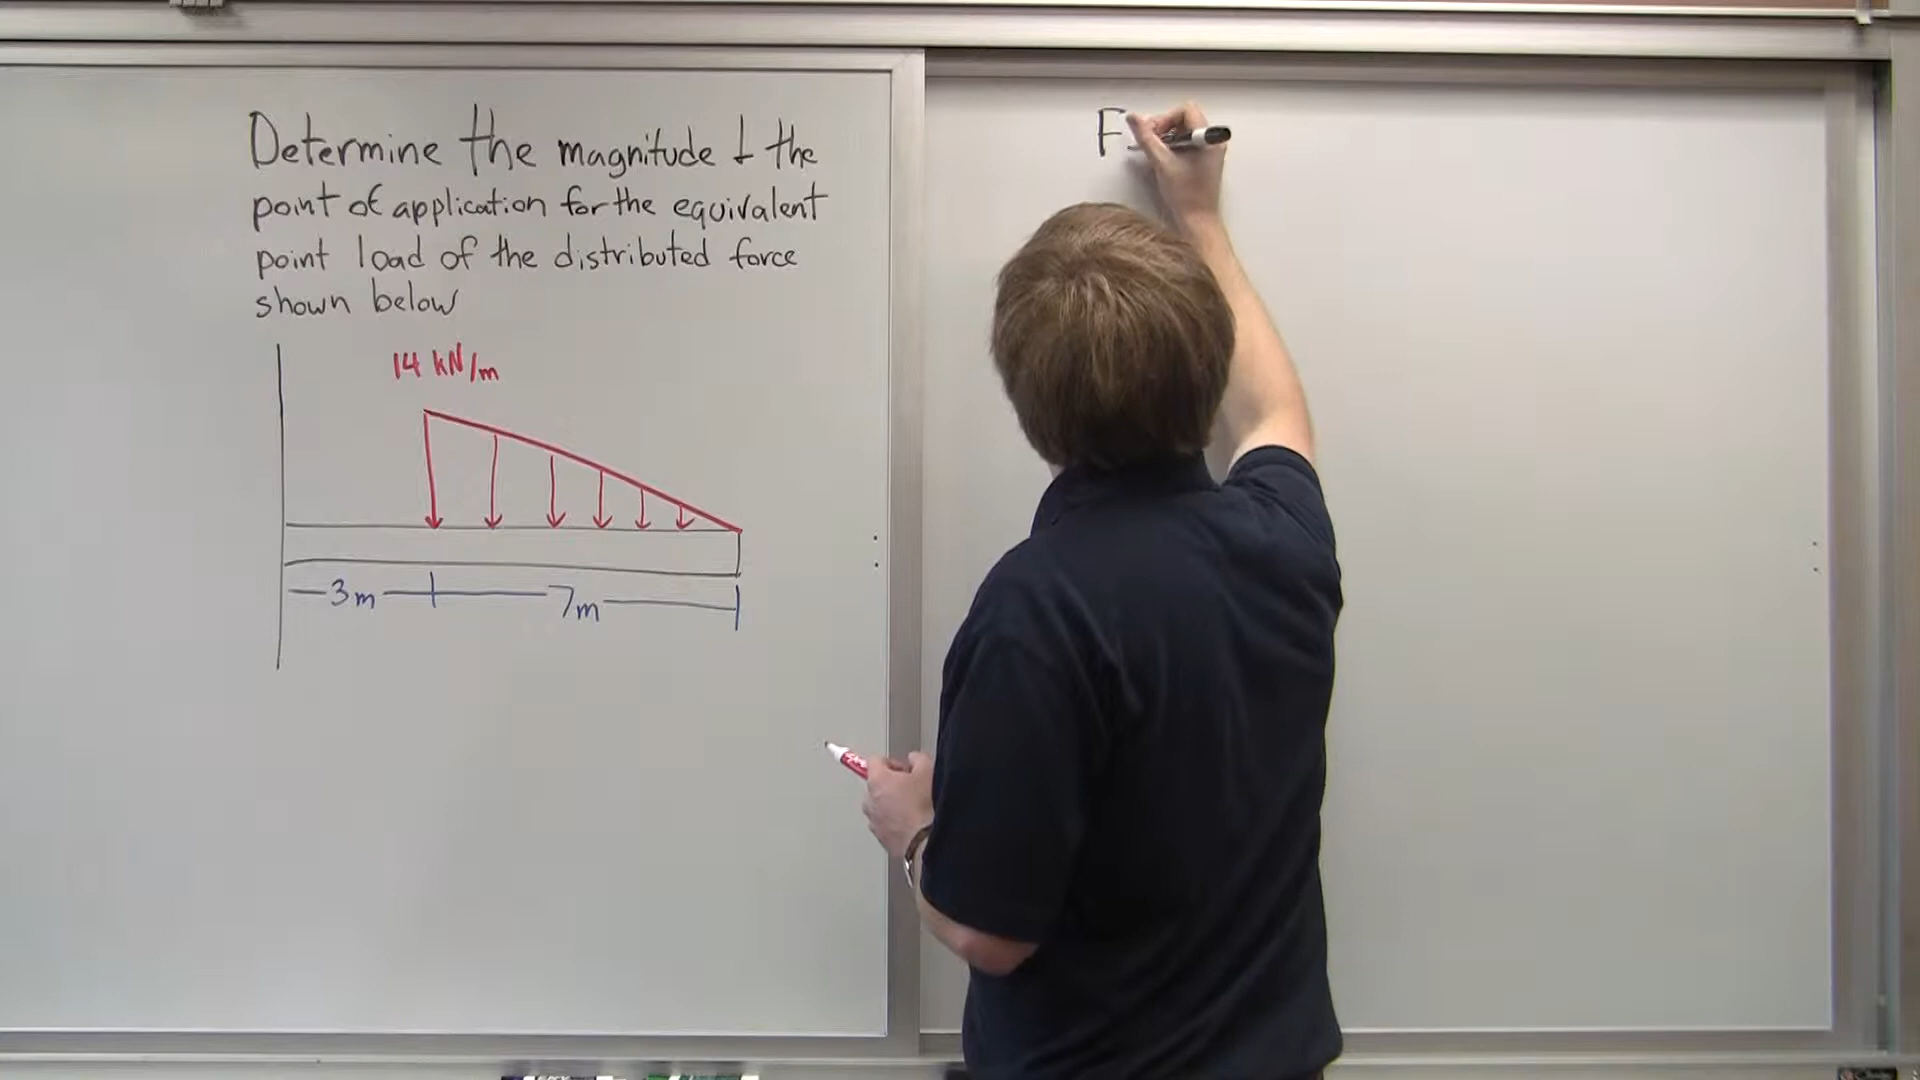 Determine the magnitude & the
point of application for the equivalent
point load of the distributed force
shown below
14 kN/m
3m
7m
F